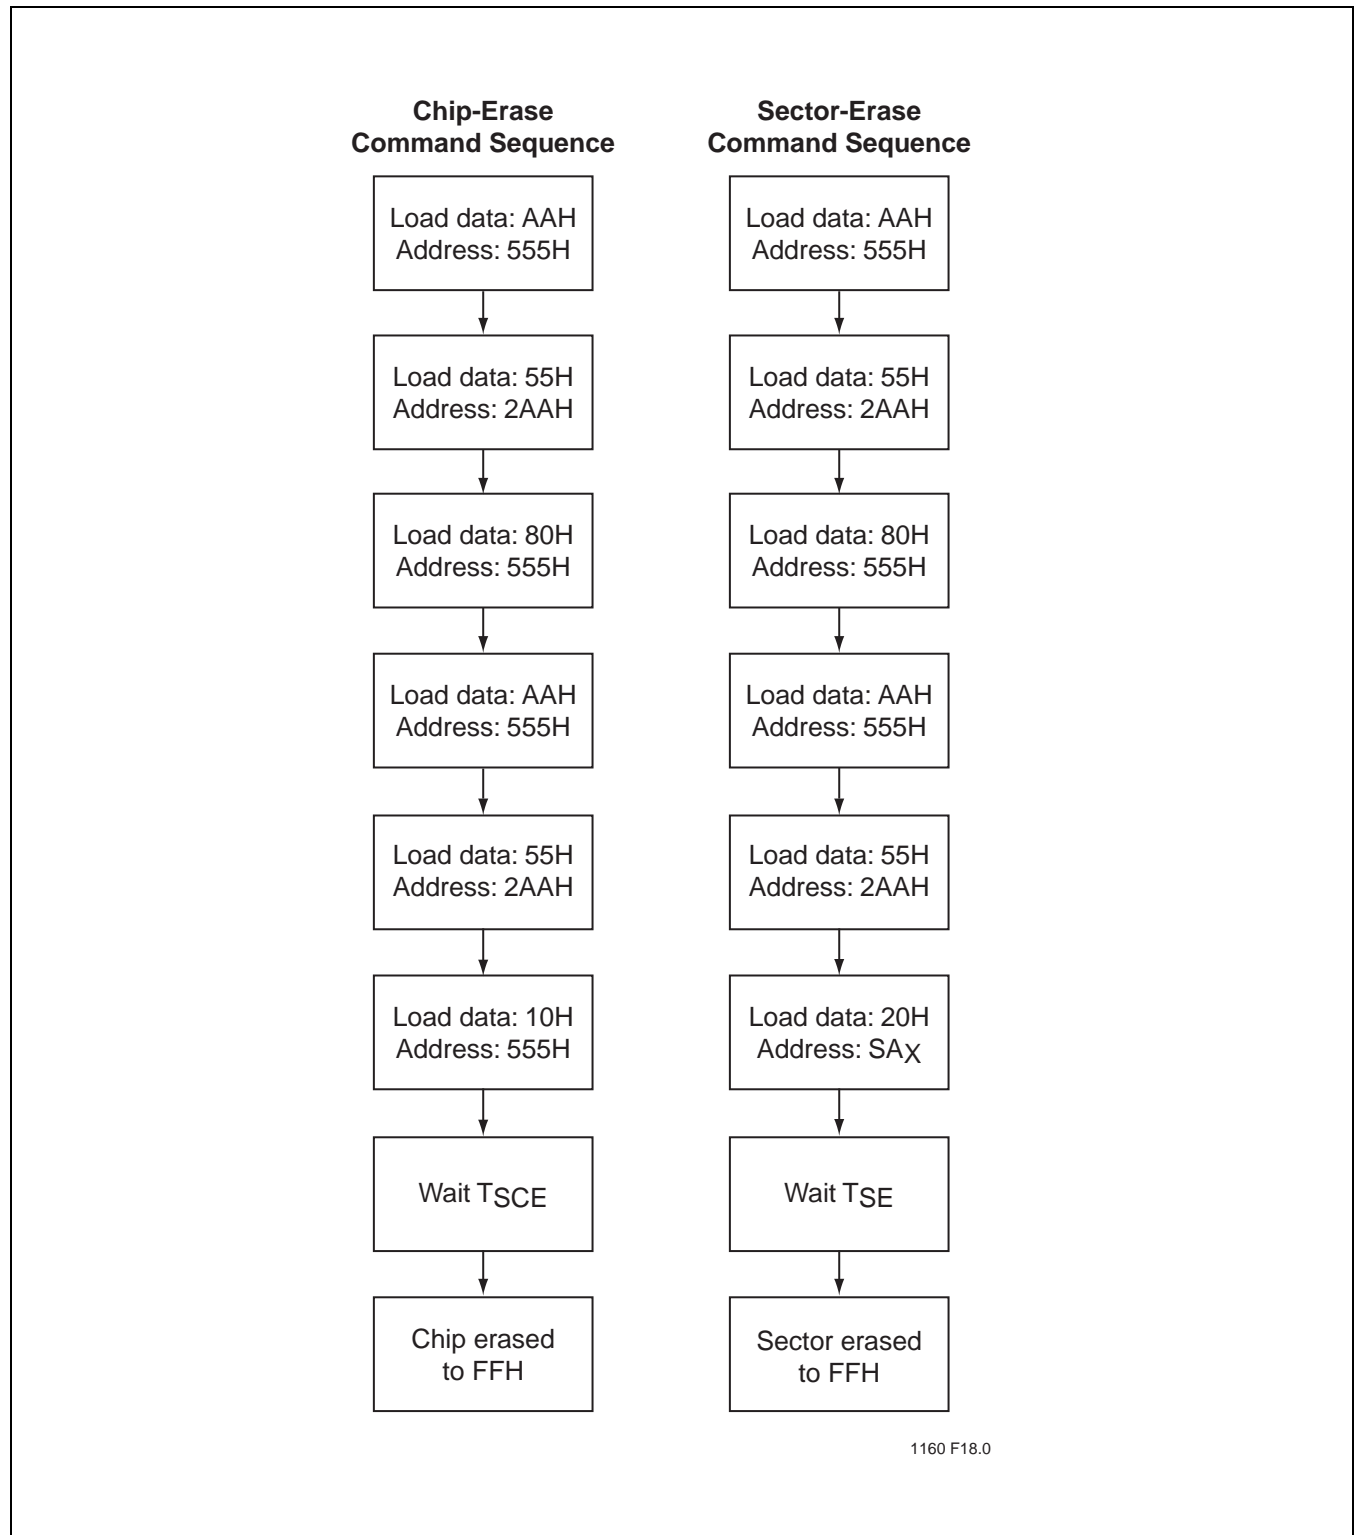 Chip-Erase
Command Sequence
Load data: AAH
Address: 555H
Load data: 55H
Address: 2AAH
Load data: 80H
Address: 555H
Load data: AAH
Address: 555H
Load data: 55H
Address: 2AAH
Load data: 10H
Address: 555H
Wait TSCE
Chip erased
to FFH
Sector-Erase
Command Sequence
Load data: AAH
Address: 555H
Load data: 55H
Address: 2AAH
Load data: 80H
Address: 555H
Load data: AAH
Address: 555H
Load data: 55H
Address: 2AAH
Load data: 20H
Address: SAX
Wait TSE
Sector erased
to FFH
1160 F18.0